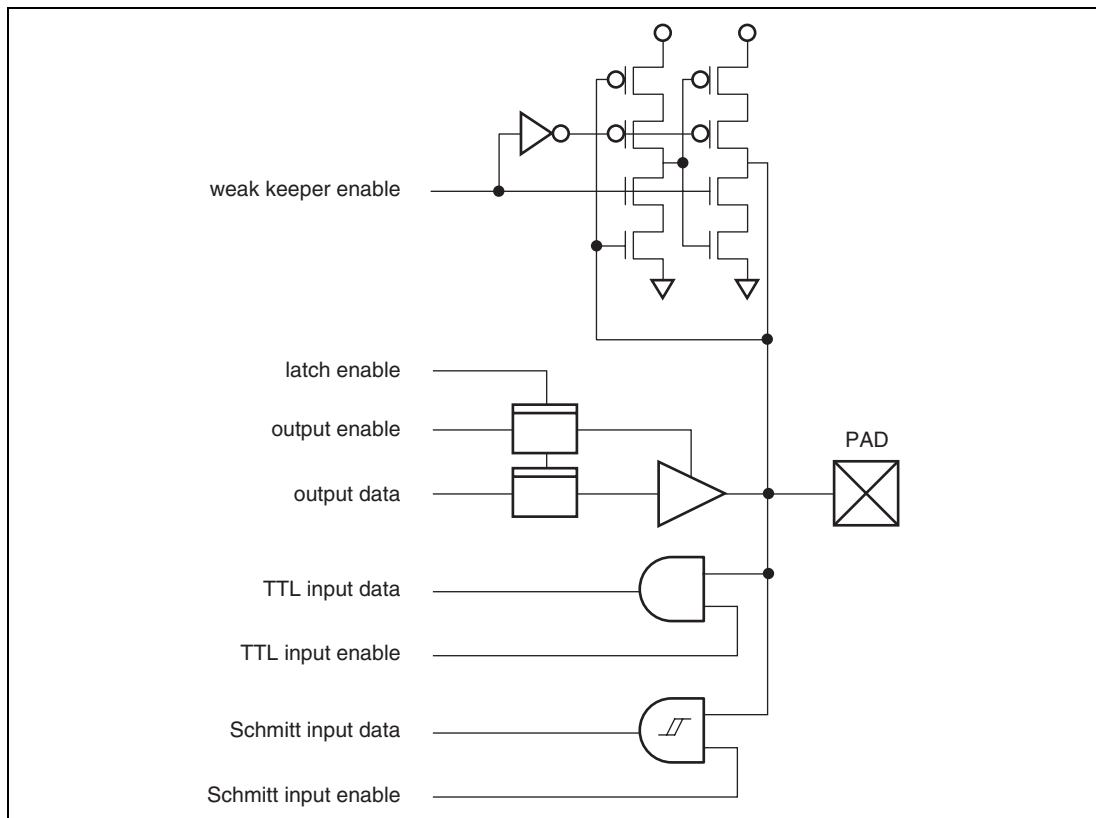 weak keeper enable
latch enable
output enable
PAD
output data
TTL input data
TTL input enable
Schmitt input data
Schmitt input enable